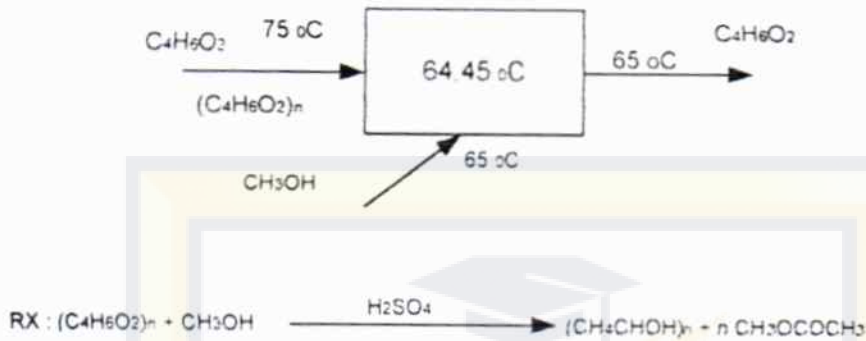 C4H6O2 75 oC C4H6O2
64.45 oC 65 oC
(C4H6O2)n
65 oC
CH3OH
RX : (C4H6O2)n + CH3OH H2SO4 (CH4CHOH)n + n CH3OCOCH3